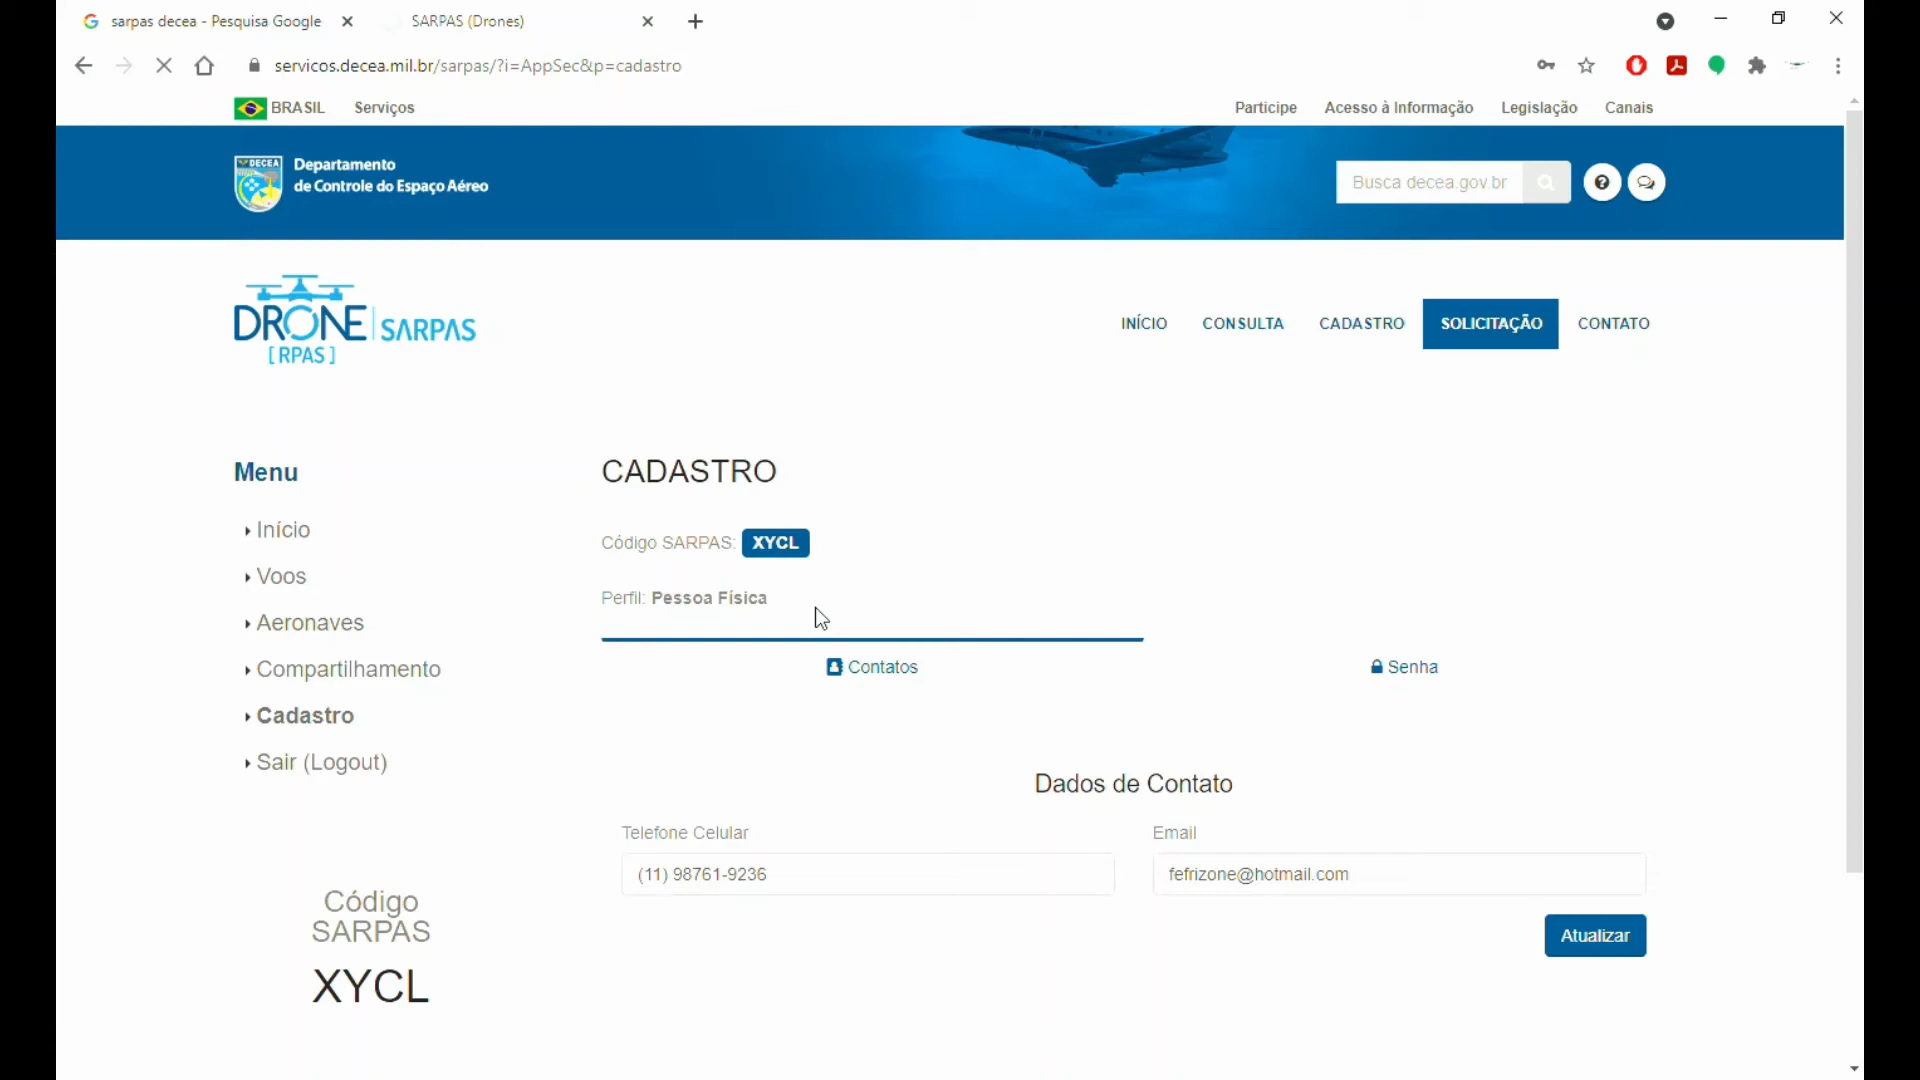 sarpas decea - Pesquisa Google
SARPAS (Drones)
servicos.decea.mil.br/sarpas/?i=AppSec&p=cadastro
BRASIL Serviços Participe Acesso à Informação Legislação Canais
DECEA
Departamento
de Controle do Espaço Aéreo
Busca decea.gov.br
DRONE SARPAS
[RPAS]
INÍCIO CONSULTA CADASTRO SOLICITAÇÃO CONTATO
Menu
Início
Voos
Aeronaves
Compartilhamento
Cadastro
Sair (Logout)
Código
SARPAS
XYCL
CADASTRO
Código SARPAS: XYCL
Perfil: Pessoa Física
Contatos Senha
Dados de Contato
Telefone Celular Email
(11) 98761-9236 fefrizone@hotmail.com
Atualizar